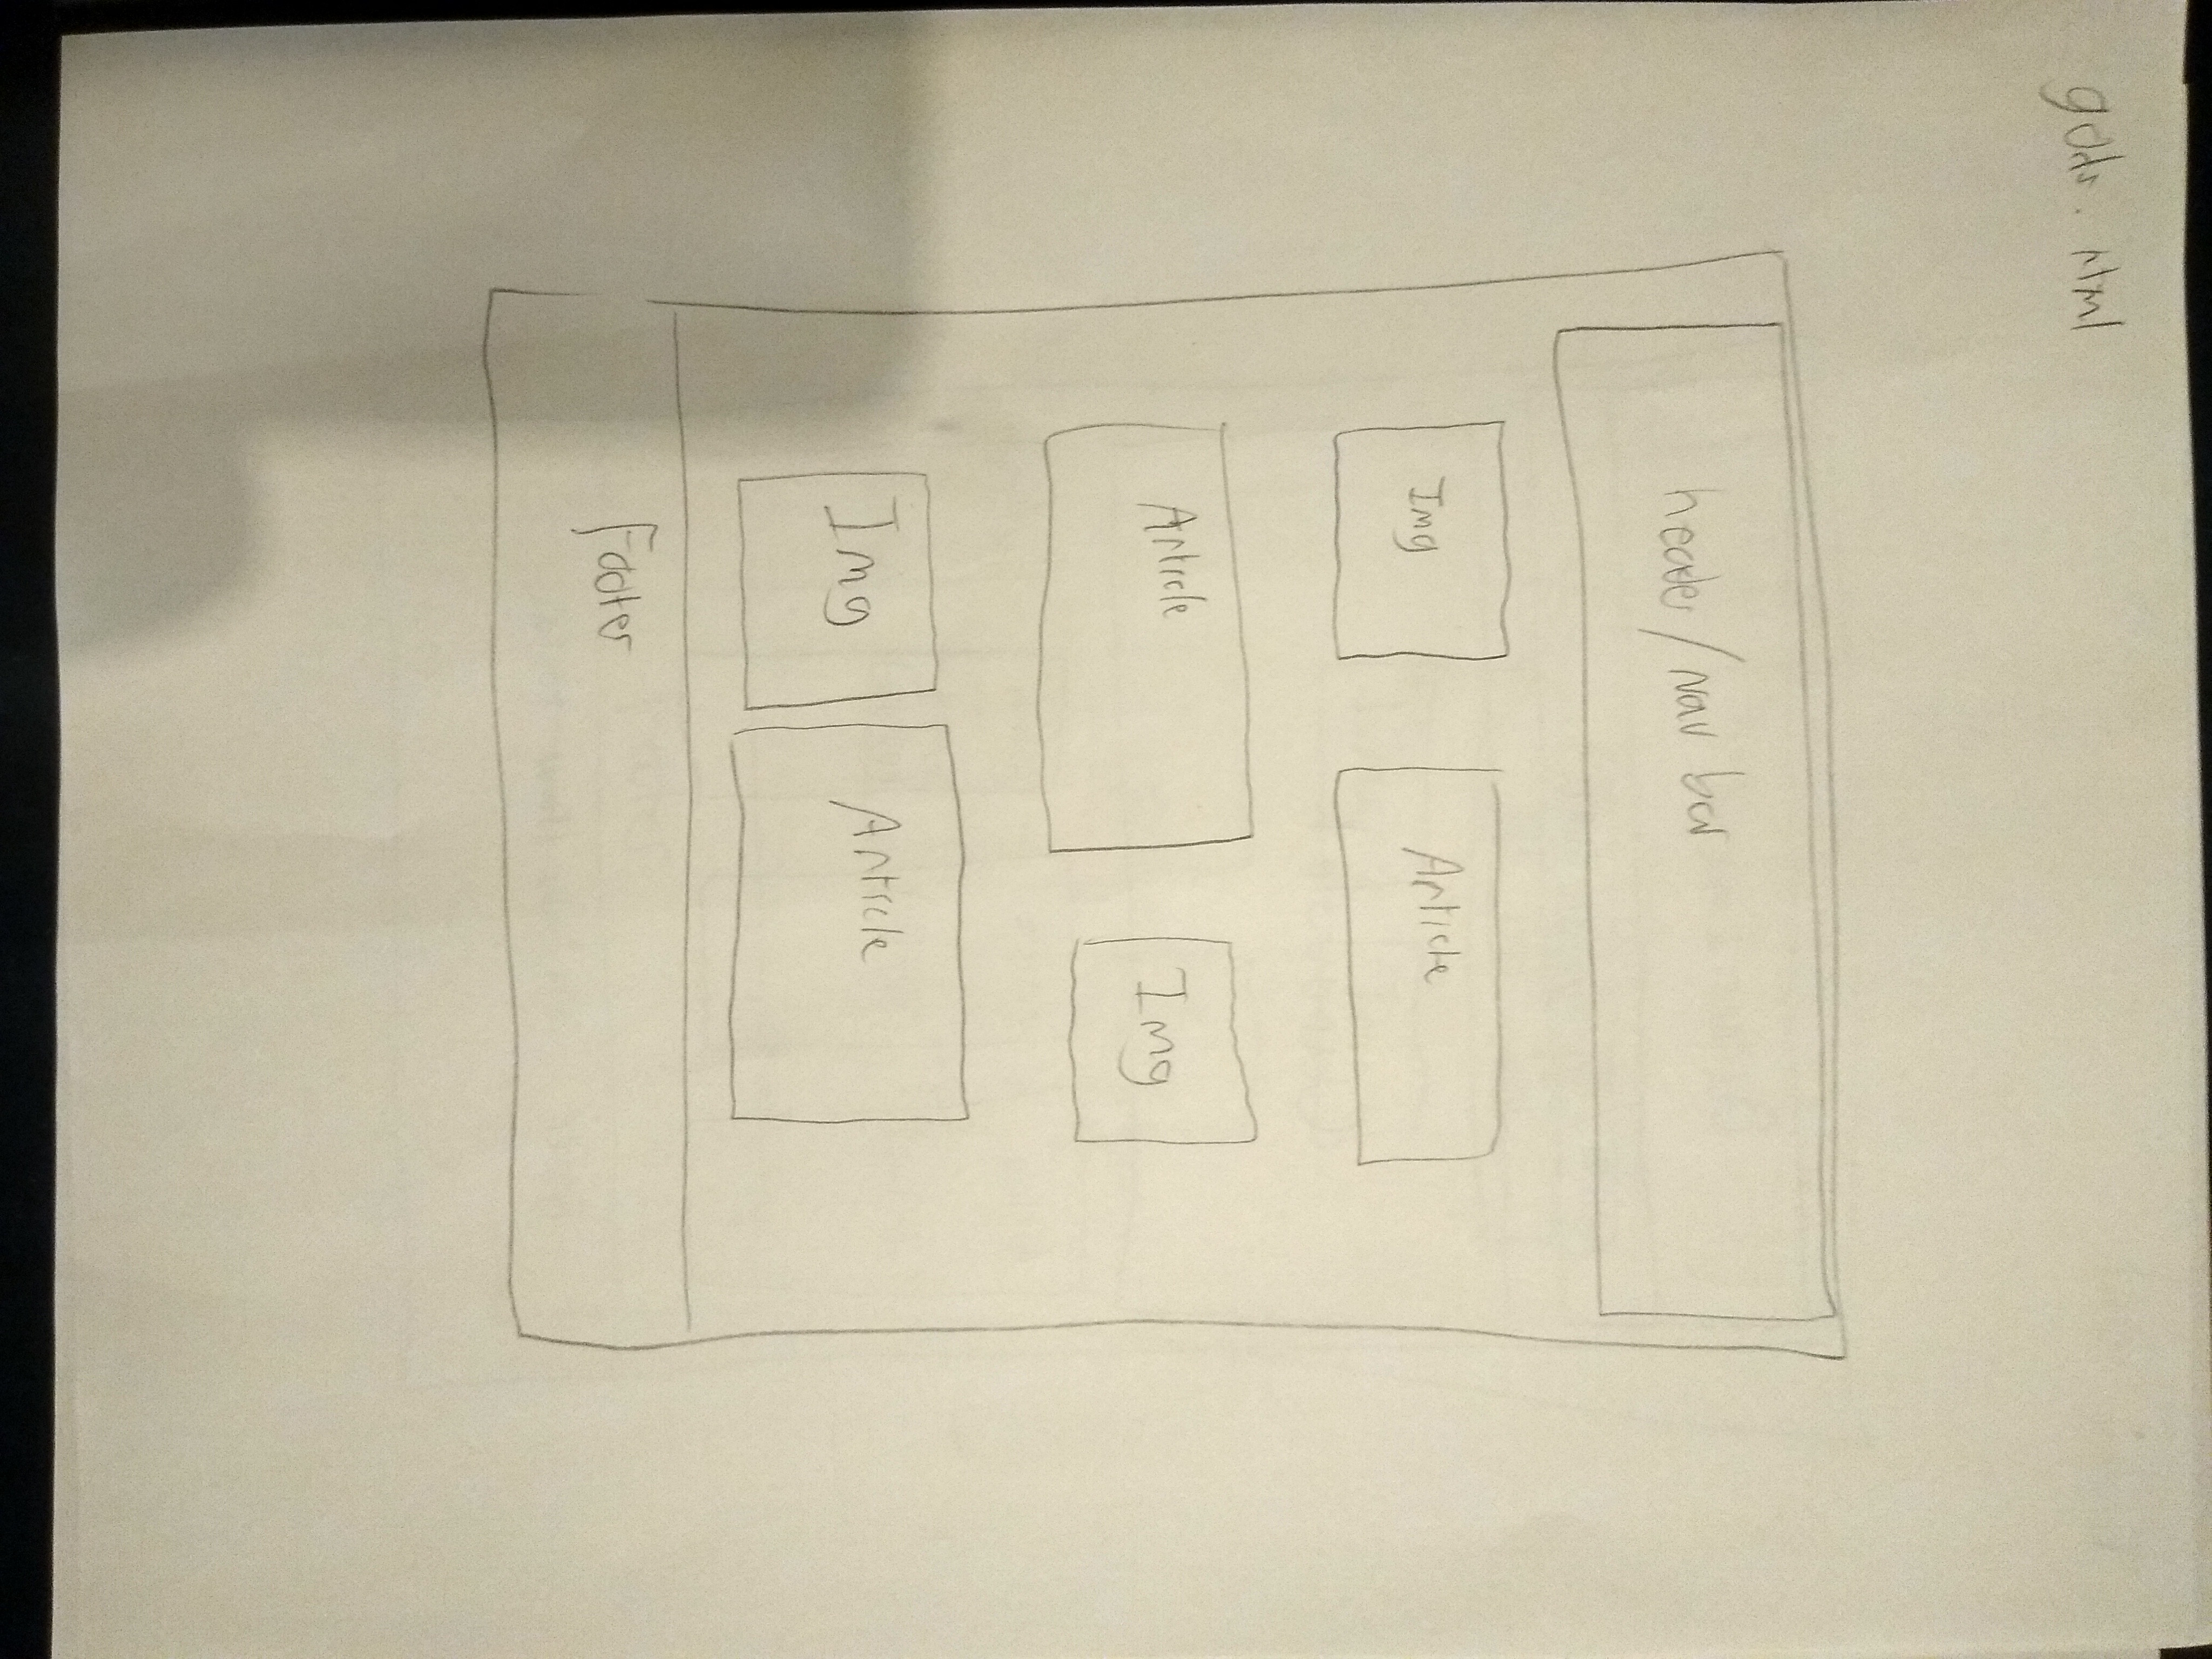 gods.html
header/nav bar
Img Article
Article Img
Img Article
Footer